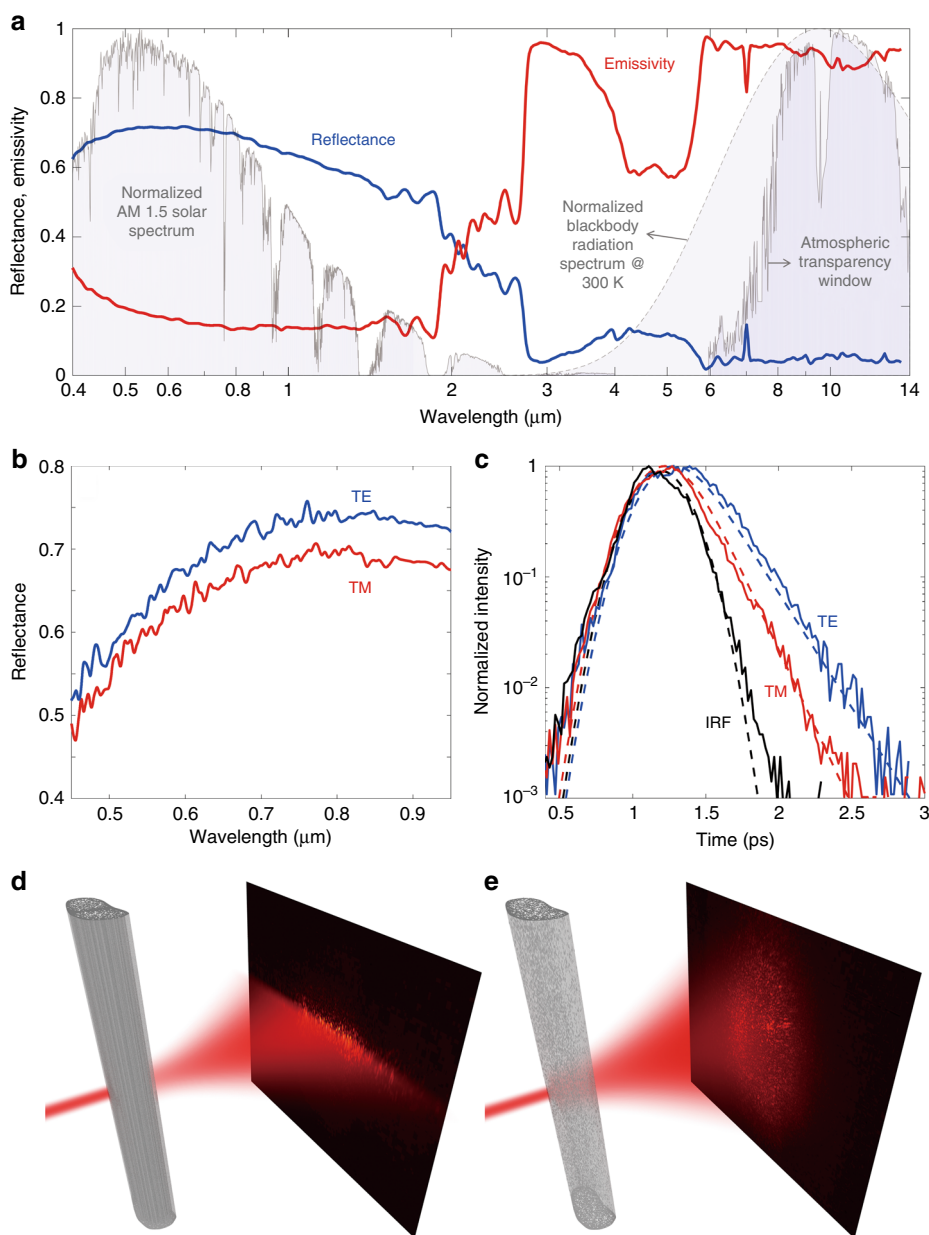 a
1
0.8
0.6
0.4
0.2
0
Reflectance, emissivity
Emissivity
Reflectance
Normalized
AM 1.5 solar
spectrum
Normalized
blackbody
radiation
spectrum @
300 K
Atmospheric
transparency
window
0.4 0.5 0.6 0.8 1 2 3 4 5 6 8 10 14
Wavelength (μm)
b
0.8
0.7
0.6
0.5
0.4
Reflectance
TE
TM
0.5 0.6 0.7 0.8 0.9
Wavelength (μm)
c
1
10−1
10−2
10−3
Normalized intensity
TE
TM
IRF
0.5 1 1.5 2 2.5 3
Time (ps)
d
e